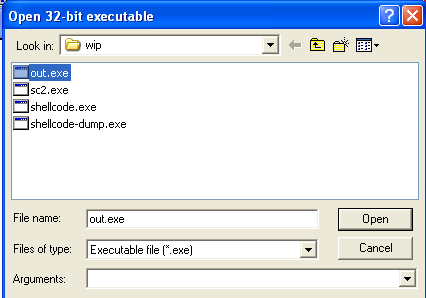 Open 32-bit executable
Look in: wip
out.exe
sc2.exe
shellcode.exe
shellcode-dump.exe
File name: out.exe Open
Files of type: Executable file (*.exe) Cancel
Arguments: